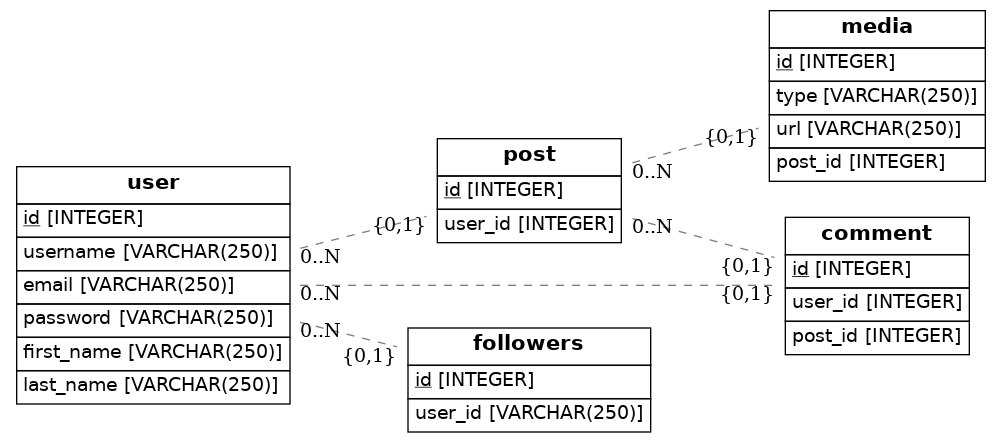 user
id [INTEGER]
username [VARCHAR(250)]
email [VARCHAR(250)]
password [VARCHAR(250)]
first_name [VARCHAR(250)]
last_name [VARCHAR(250)]
0..N
{0,1}
0..N
{0,1}
0..N
{0,1}
post
id [INTEGER]
user_id [INTEGER]
0..N
{0,1}
0..N
{0,1}
followers
id [INTEGER]
user_id [VARCHAR(250)]
media
id [INTEGER]
type [VARCHAR(250)]
url [VARCHAR(250)]
post_id [INTEGER]
comment
id [INTEGER]
user_id [INTEGER]
post_id [INTEGER]